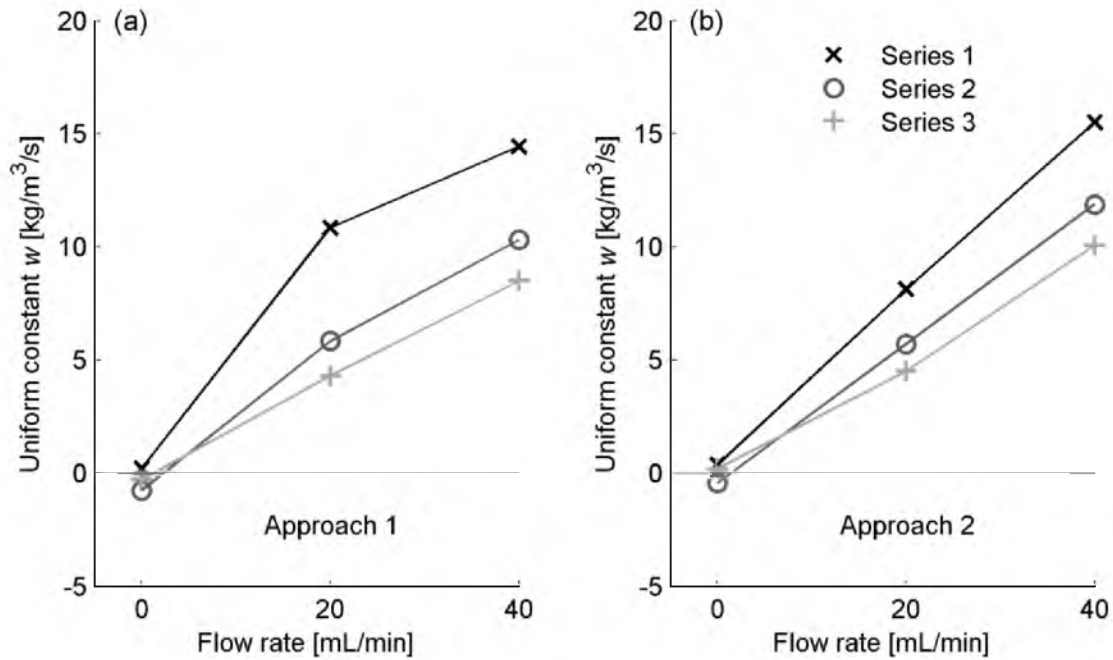 (a)
20
15
10
5
0
-5
Uniform constant w [kg/m³/s]
Approach 1
0 20 40
Flow rate [mL/min]
(b)
Series 1
Series 2
Series 3
20
15
10
5
0
-5
Uniform constant w [kg/m³/s]
Approach 2
0 20 40
Flow rate [mL/min]